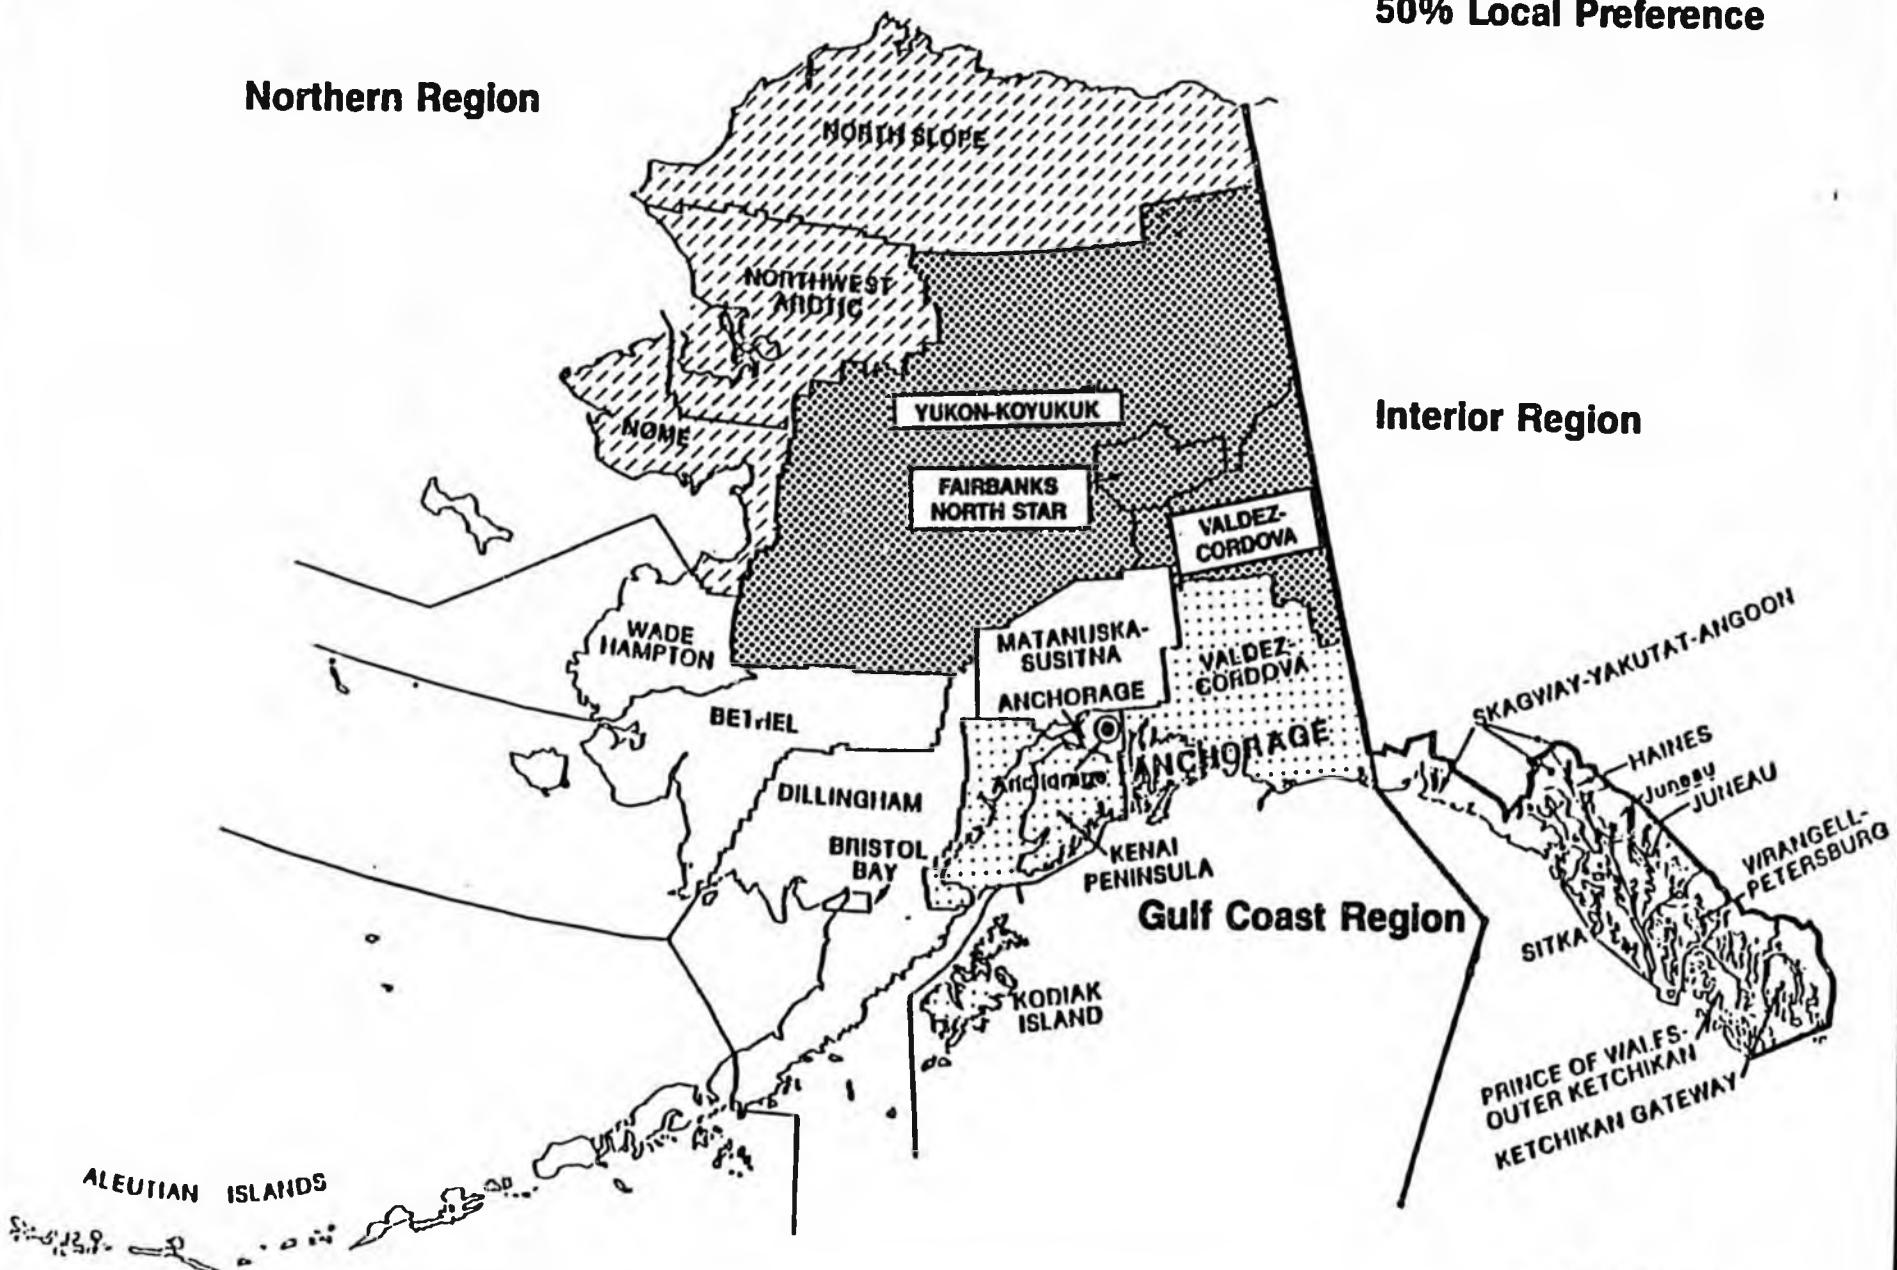 50% Local Preference
Northern Region
NORTH SLOPE
NORTHWEST
ARCTIC
YUKON-KOYUKUK
Interior Region
NOME
FAIRBANKS
NORTH STAR
VALDEZ-
CORDOVA
WADE
HAMPTON
MATANUSKA-
SUSITNA
VALDEZ-
CORDOVA
SKAGWAY-YAKUTAT-ANGOON
ANCHORAGE
BETHEL
ANCHORAGE
Anchorage
HAINES
Juneau
JUNEAU
DILLINGHAM
BRISTOL
BAY
KENAI
PENINSULA
WRANGELL-
PETERSBURG
Gulf Coast Region
SITKA
KODIAK
ISLAND
PRINCE OF WALES-
OUTER KETCHIKAN
KETCHIKAN GATEWAY
ALEUTIAN ISLANDS